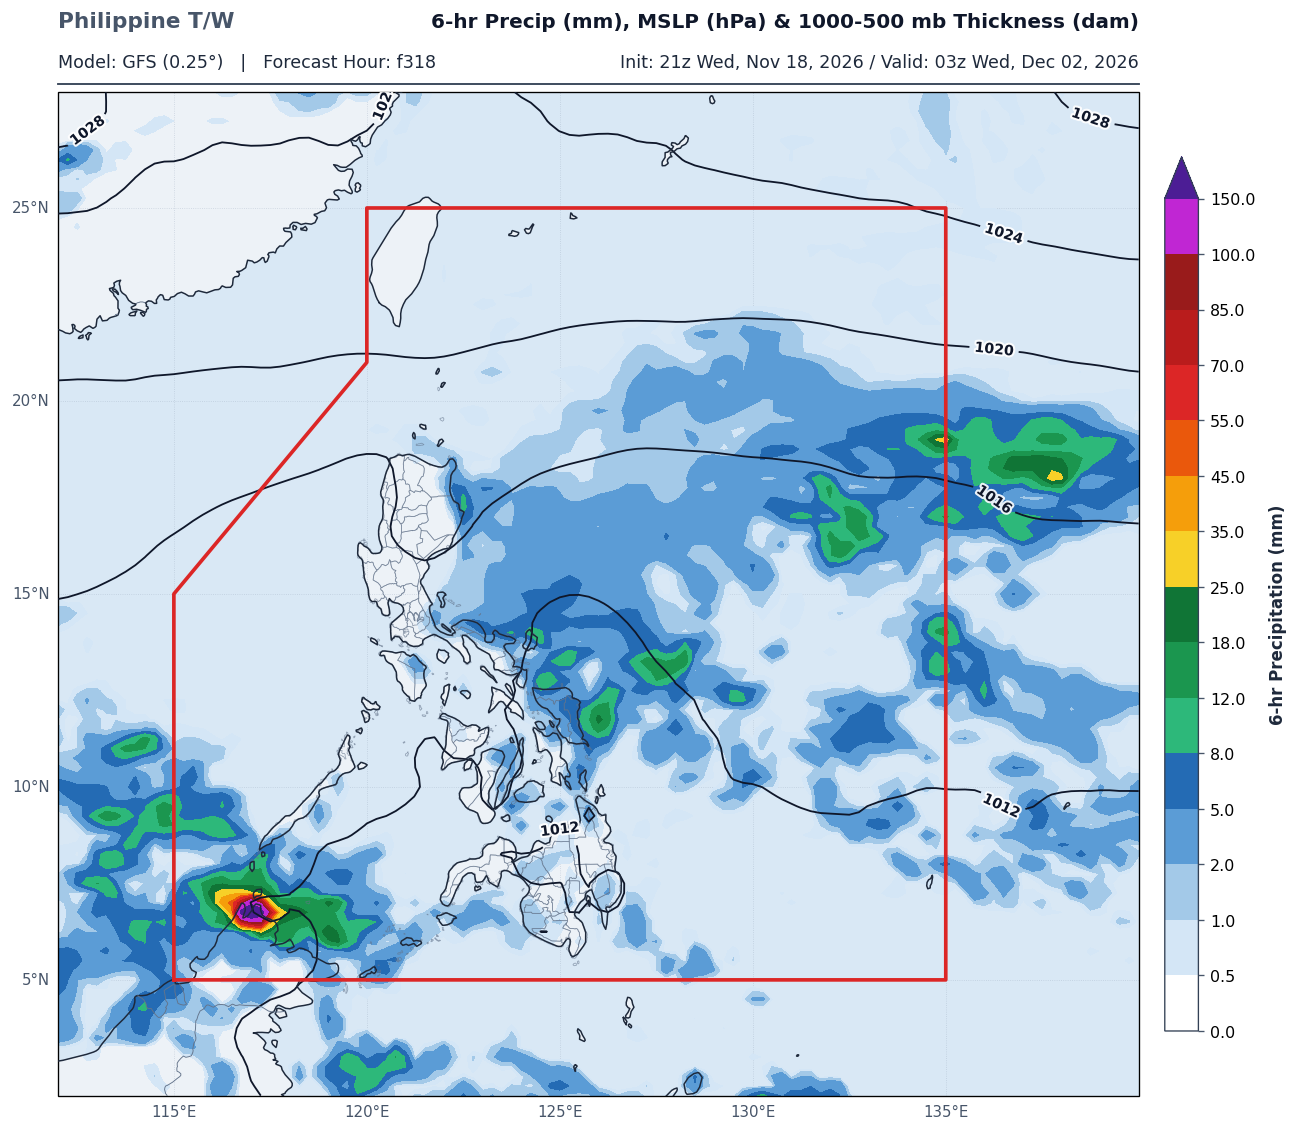 Philippine T/W
6-hr Precip (mm), MSLP (hPa) & 1000-500 mb Thickness (dam)
Model: GFS (0.25°) | Forecast Hour: f318
Init: 21z Wed, Nov 18, 2026 / Valid: 03z Wed, Dec 02, 2026
1028
102
1028
1024
1020
1016
1012
1012
25°N
20°N
15°N
10°N
5°N
115°E
120°E
125°E
130°E
135°E
150.0
100.0
85.0
70.0
55.0
45.0
35.0
25.0
18.0
12.0
8.0
5.0
2.0
1.0
0.5
0.0
6-hr Precipitation (mm)